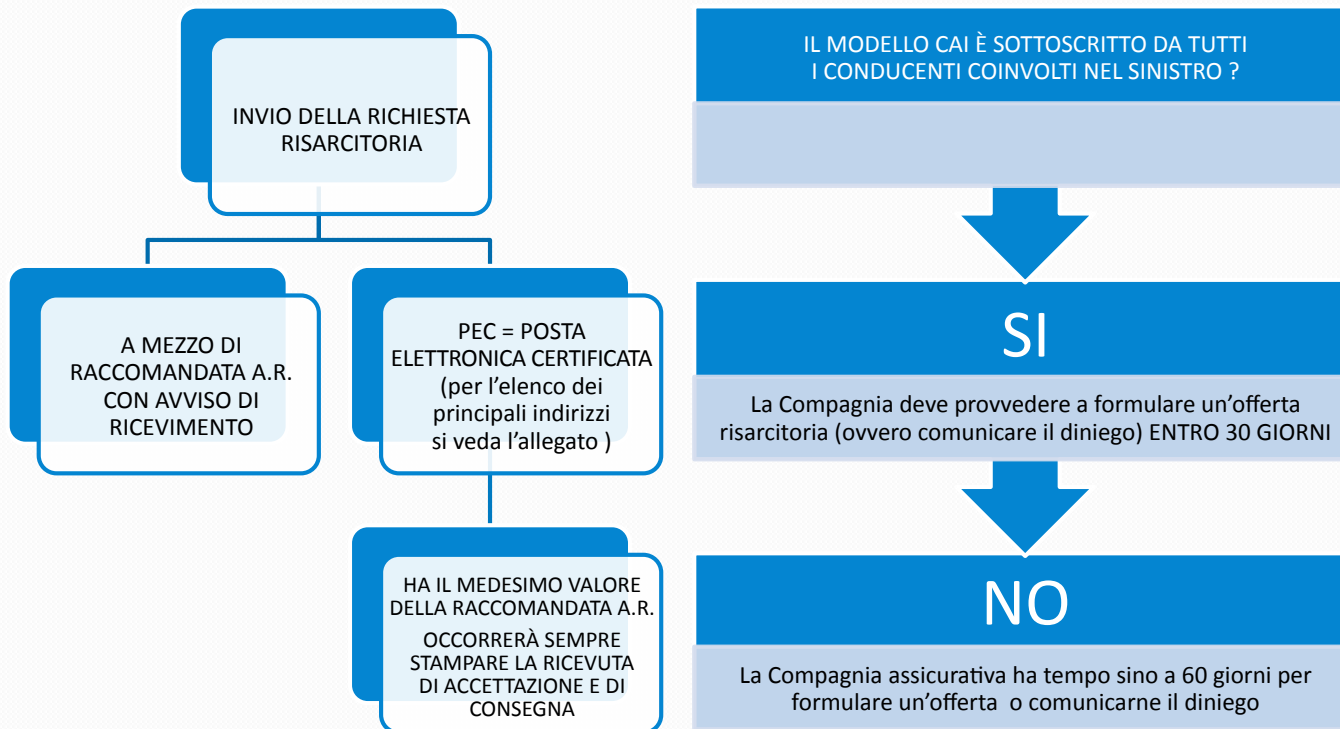 INVIO DELLA RICHIESTA
RISARCITORIA
A MEZZO DI
RACCOMANDATA A.R.
CON AVVISO DI
RICEVIMENTO
PEC = POSTA
ELETTRONICA CERTIFICATA
(per l’elenco dei
principali indirizzi
si veda l’allegato )
HA IL MEDESIMO VALORE
DELLA RACCOMANDATA A.R.
OCCORRERÀ SEMPRE
STAMPARE LA RICEVUTA
DI ACCETTAZIONE E DI
CONSEGNA
IL MODELLO CAI È SOTTOSCRITTO DA TUTTI
I CONDUCENTI COINVOLTI NEL SINISTRO ?
SI
La Compagnia deve provvedere a formulare un’offerta
risarcitoria (ovvero comunicare il diniego) ENTRO 30 GIORNI
NO
La Compagnia assicurativa ha tempo sino a 60 giorni per
formulare un’offerta o comunicarne il diniego